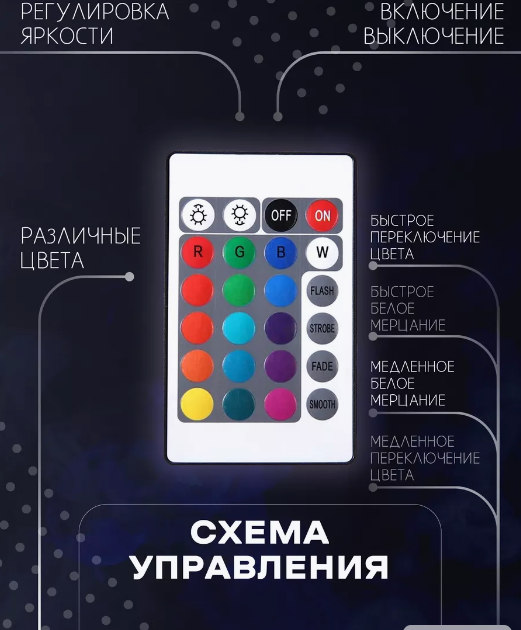 РЕГУЛИРОВКА
ЯРКОСТИ
ВКЛЮЧЕНИЕ
ВЫКЛЮЧЕНИЕ
OFF ON
РАЗЛИЧНЫЕ
ЦВЕТА
R G B W
FLASH
STROBE
FADE
SMOOTH
БЫСТРОЕ
ПЕРЕКЛЮЧЕНИЕ
ЦВЕТА
БЫСТРОЕ
БЕЛОЕ
МЕРЦАНИЕ
МЕДЛЕННОЕ
БЕЛОЕ
МЕРЦАНИЕ
МЕДЛЕННОЕ
ПЕРЕКЛЮЧЕНИЕ
ЦВЕТА
СХЕМА
УПРАВЛЕНИЯ